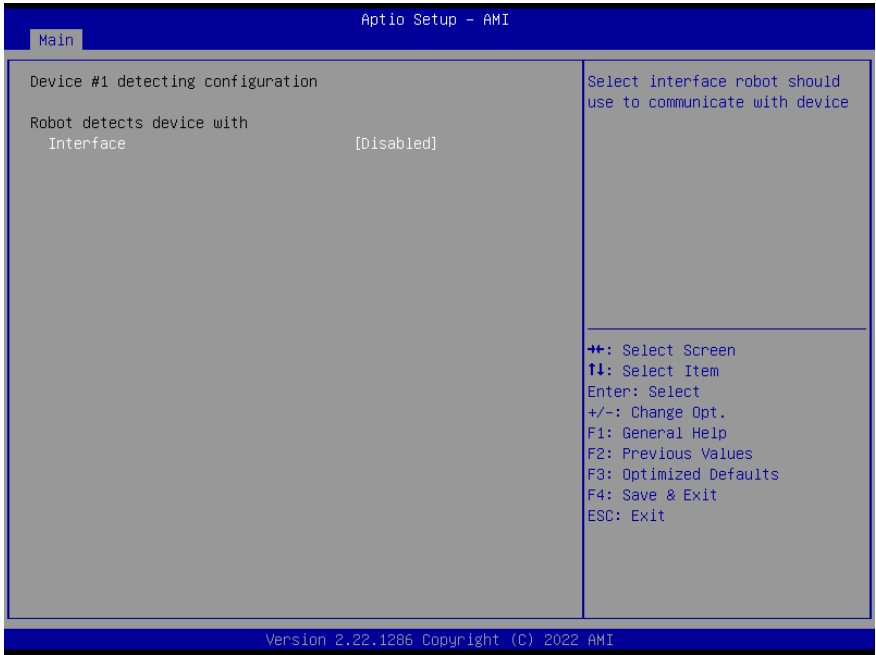 Aptio Setup – AMI
Main
Device #1 detecting configuration
Robot detects device with
Interface [Disabled]
Select interface robot should
use to communicate with device
→←: Select Screen
↑↓: Select Item
Enter: Select
+/-: Change Opt.
F1: General Help
F2: Previous Values
F3: Optimized Defaults
F4: Save & Exit
ESC: Exit
Version 2.22.1286 Copyright (C) 2022 AMI